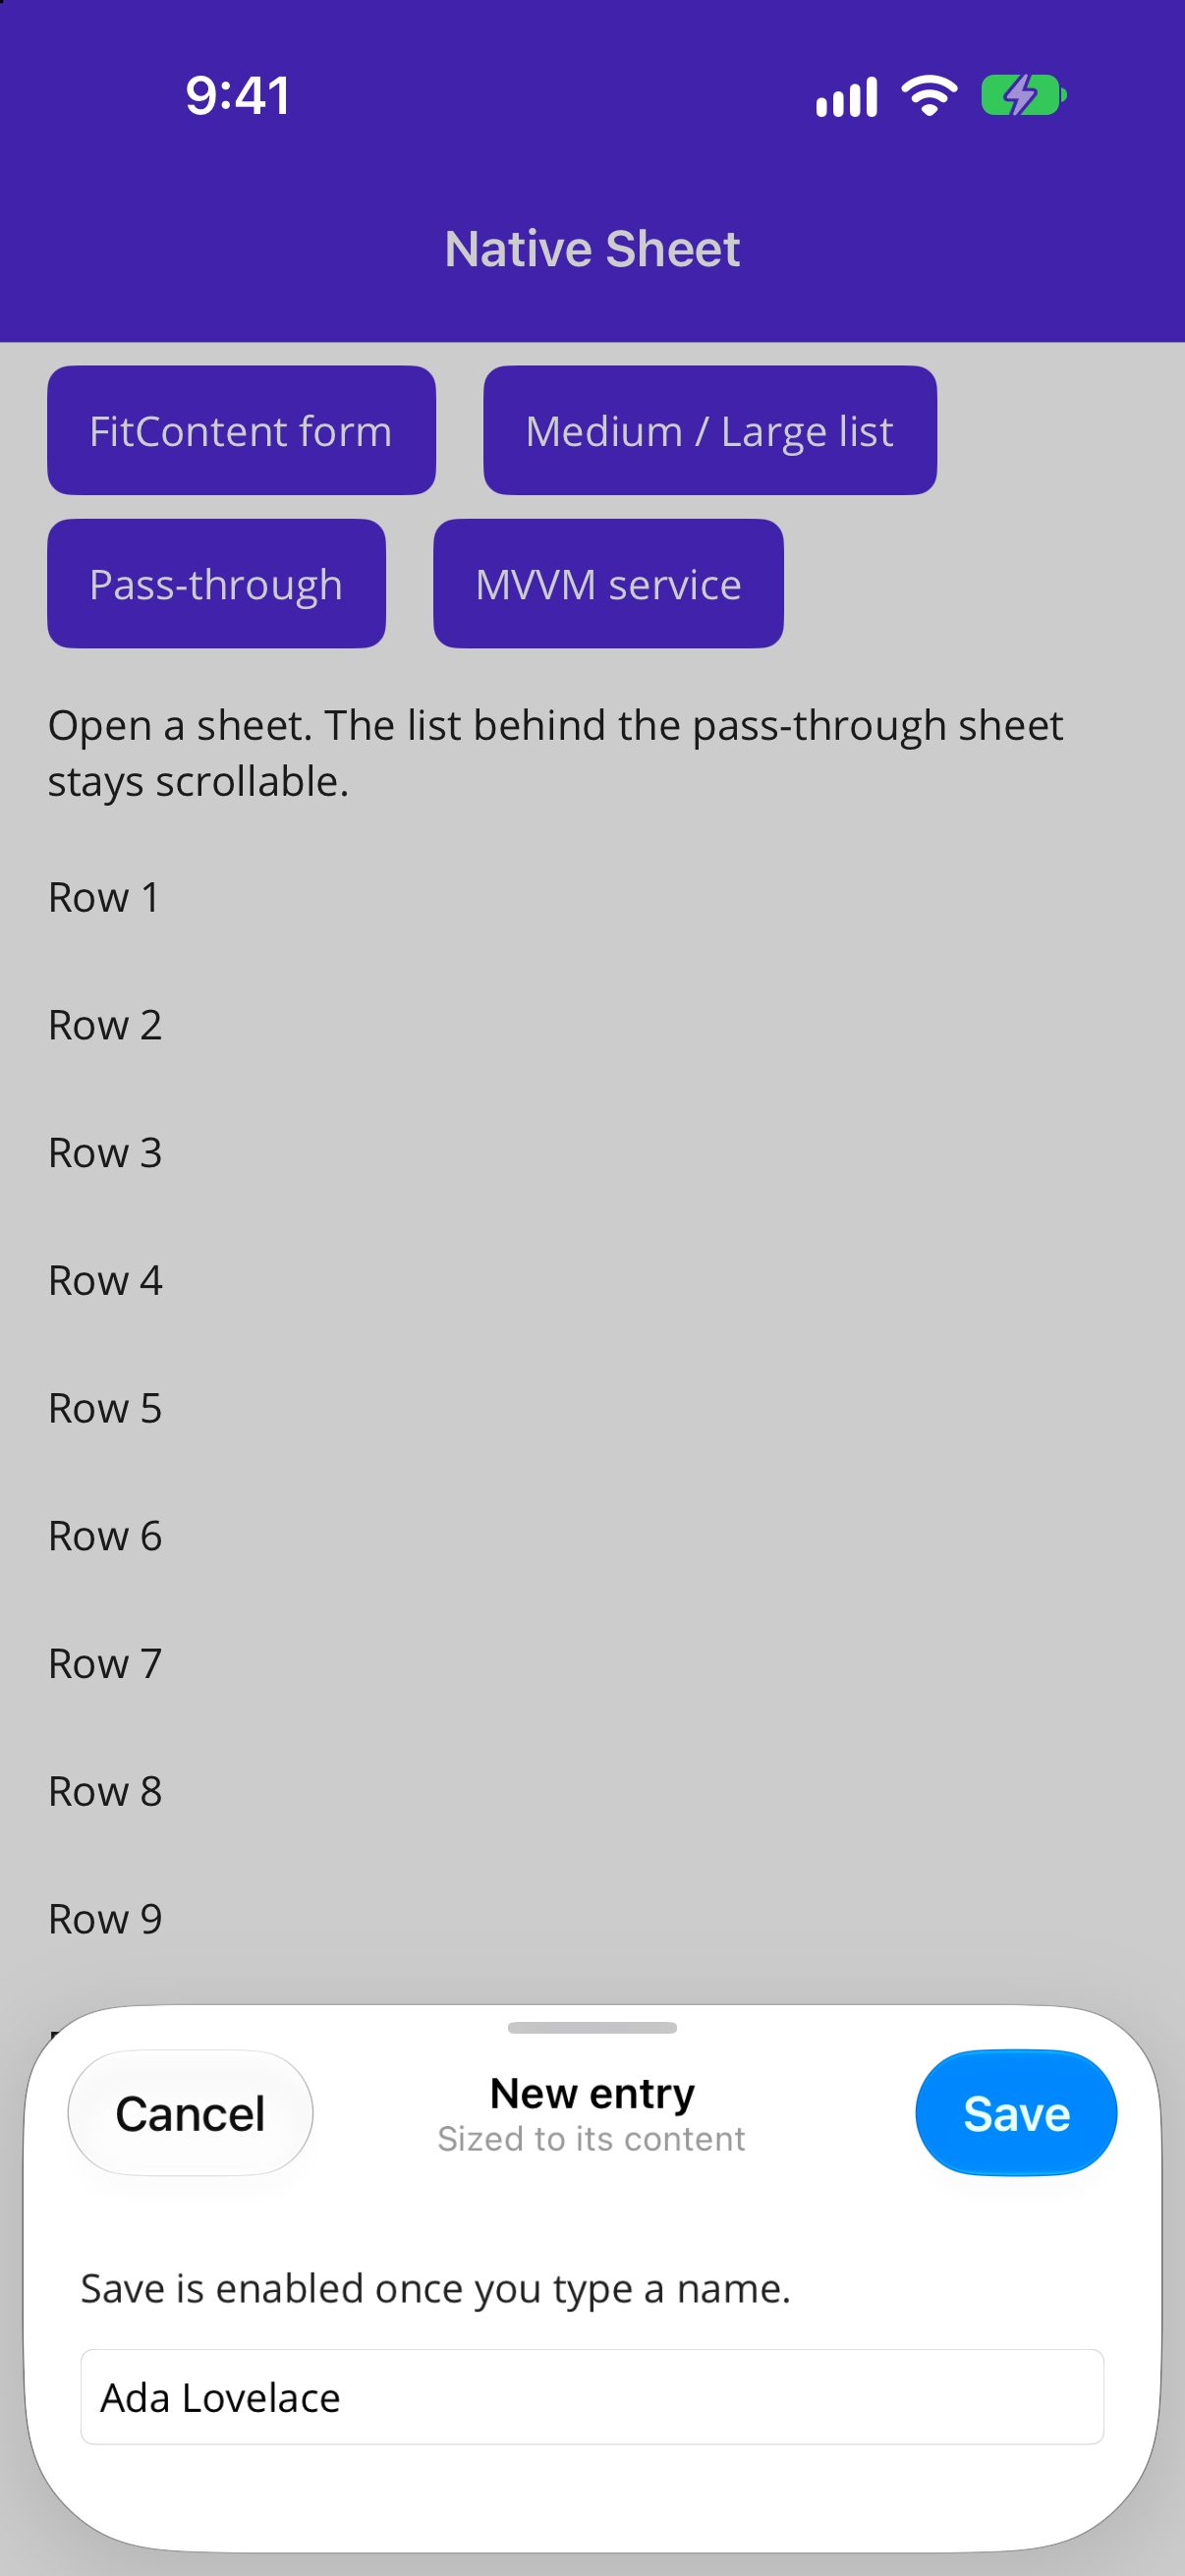 9:41
Native Sheet
FitContent form
Medium / Large list
Pass-through
MVVM service
Open a sheet. The list behind the pass-through sheet
stays scrollable.
Row 1
Row 2
Row 3
Row 4
Row 5
Row 6
Row 7
Row 8
Row 9
Cancel
New entry
Sized to its content
Save
Save is enabled once you type a name.
Ada Lovelace